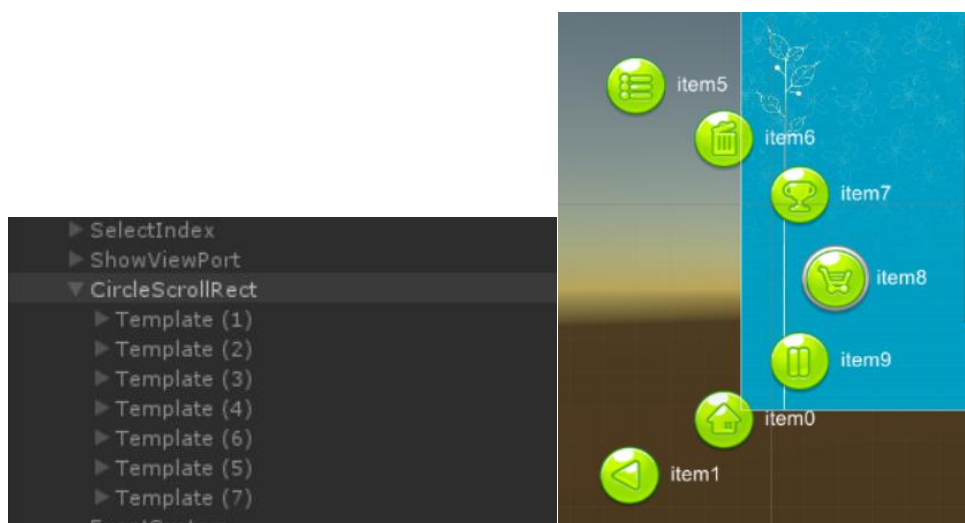 SelectIndex
ShowViewPort
CircleScrollRect
Template (1)
Template (2)
Template (3)
Template (4)
Template (6)
Template (5)
Template (7)
item5
item6
item7
item8
item9
item0
item1